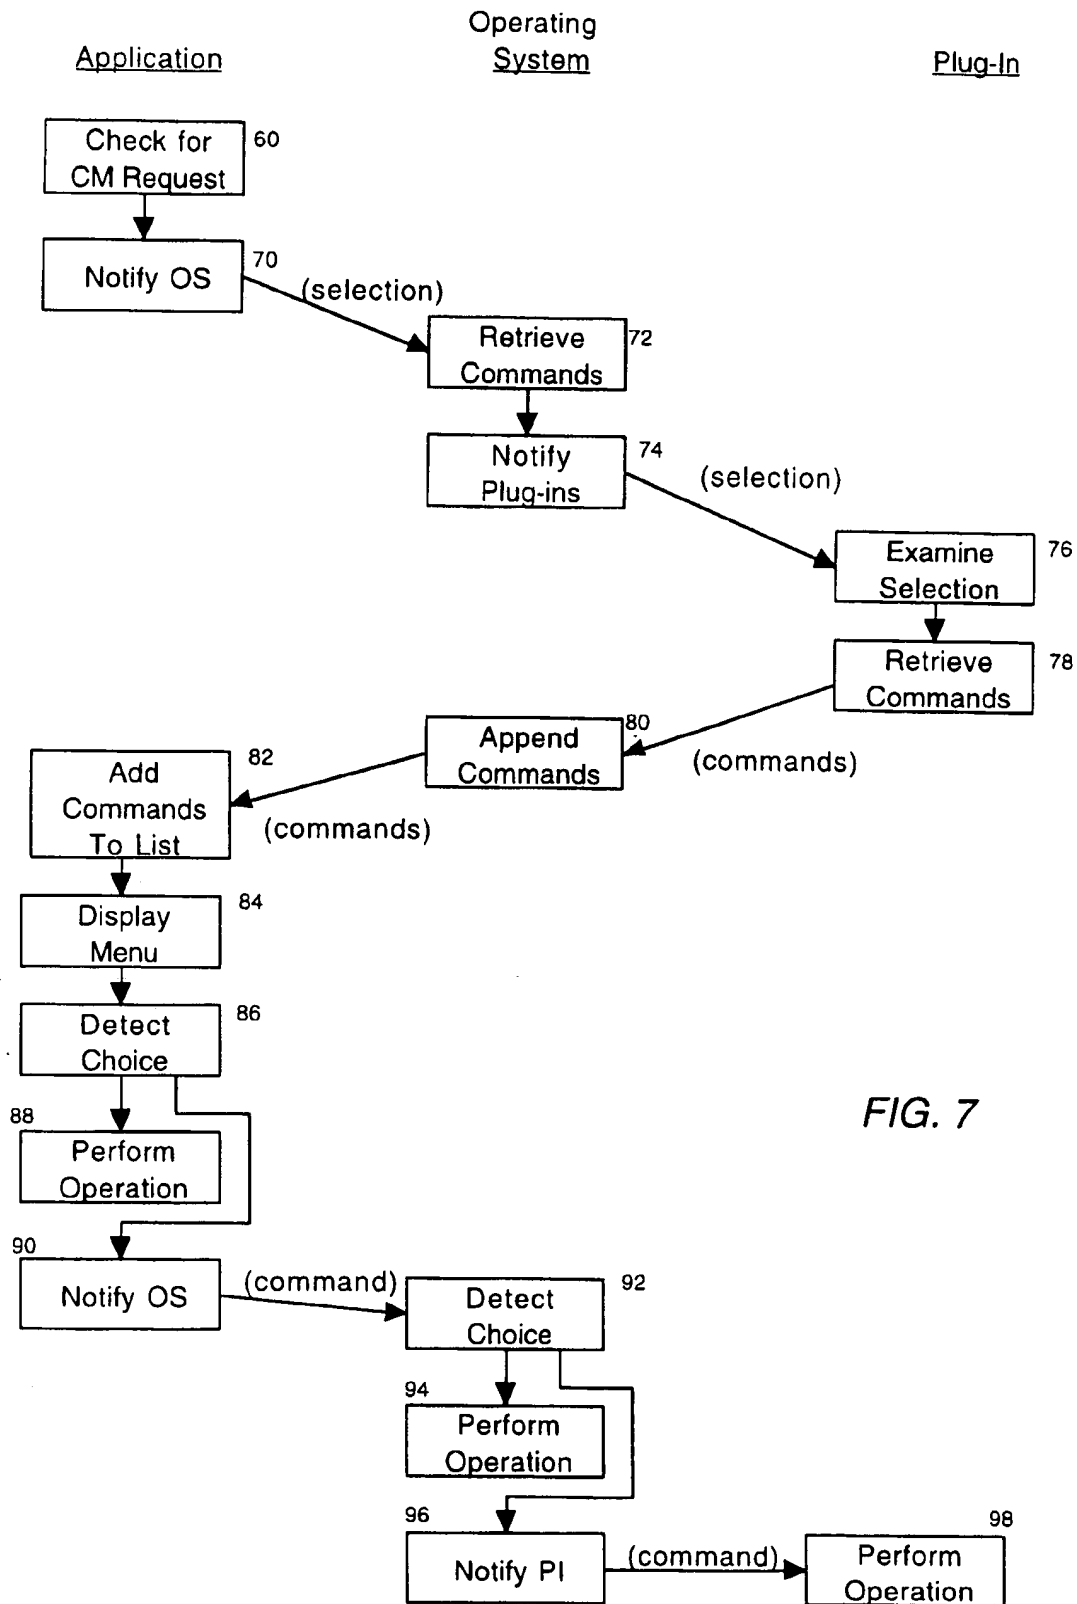 Operating
Application
System
Plug-In
Check for
CM Request
60
Notify OS
70
(selection)
Retrieve
Commands
72
Notify
Plug-ins
74
(selection)
Examine
Selection
76
Retrieve
Commands
78
(commands)
Append
Commands
80
(commands)
Add
Commands
To List
82
Display
Menu
84
Detect
Choice
86
FIG. 7
88
Perform
Operation
90
Notify OS
(command)
Detect
Choice
92
94
Perform
Operation
96
Notify PI
(command)
98
Perform
Operation